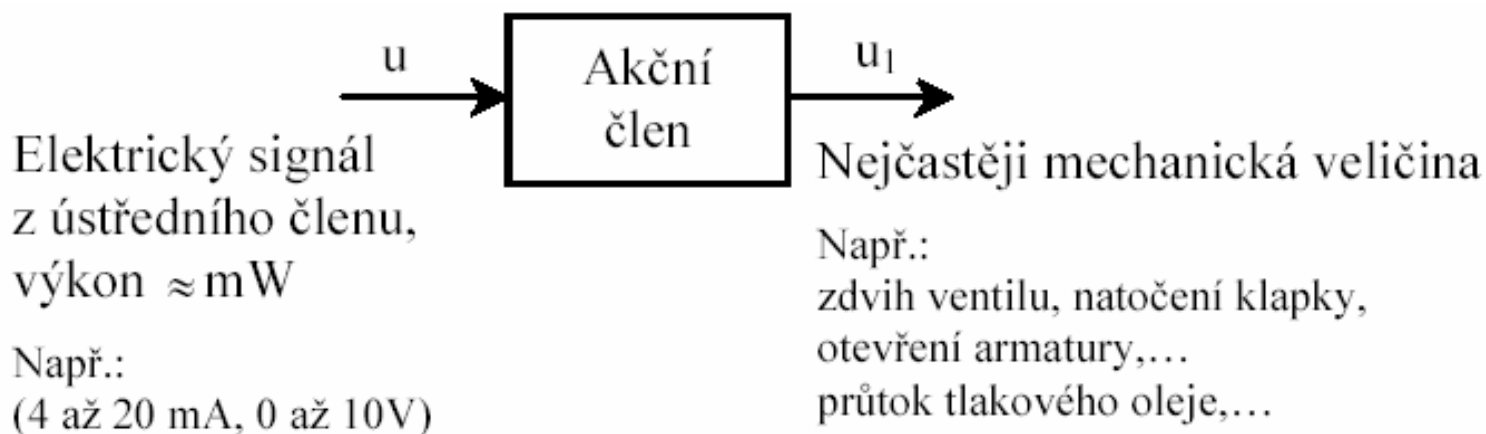 u
Akční
člen
u₁
Elektrický signál
z ústředního členu,
výkon ≈ mW
Např.:
(4 až 20 mA, 0 až 10V)
Nejčastěji mechanická veličina
Např.:
zdvih ventilu, natočení klapky,
otevření armatury,...
průtok tlakového oleje,...